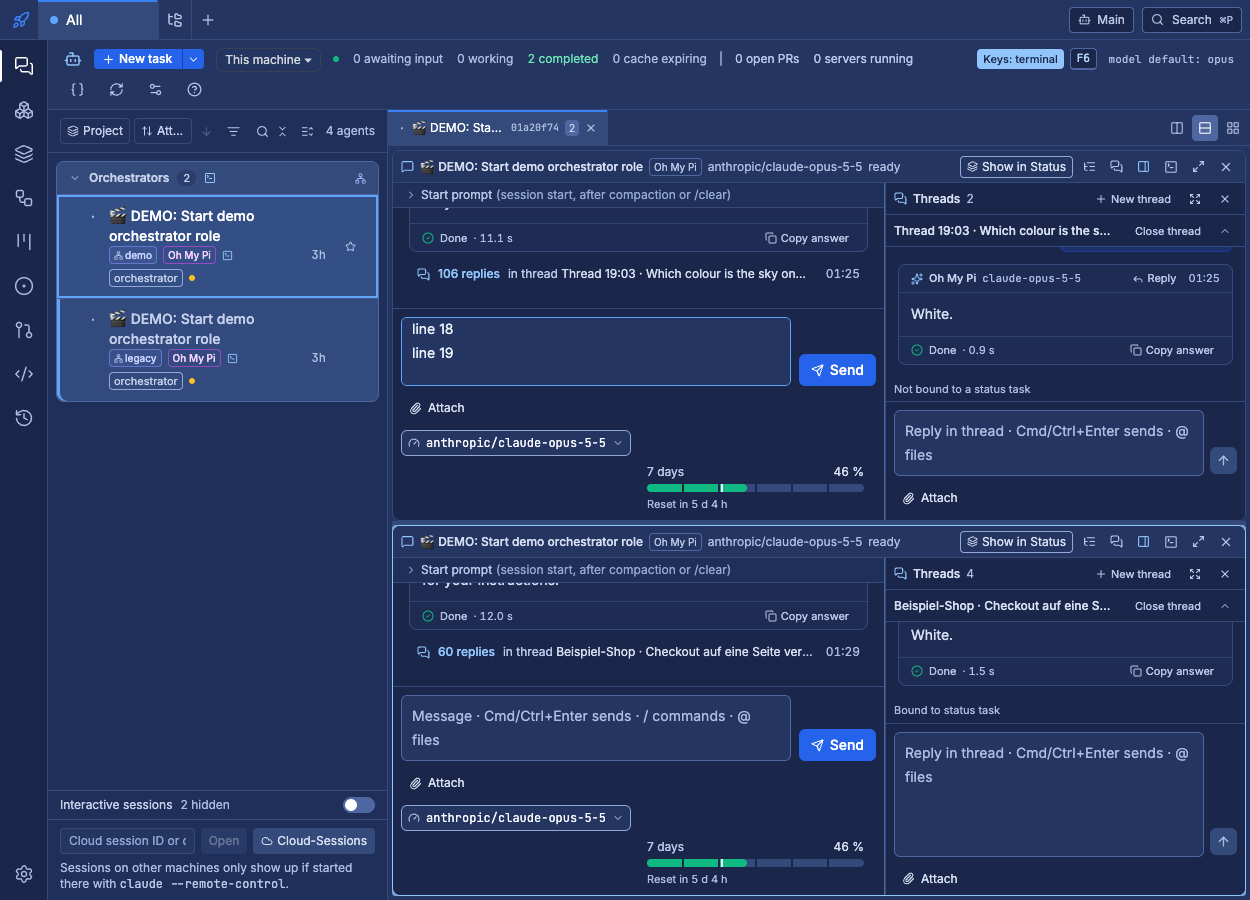 All
Main
Search ⌘P
New task
This machine
0 awaiting input
0 working
2 completed
0 cache expiring
0 open PRs
0 servers running
Keys: terminal
F6
model default: opus
Project
Att...
4 agents
Orchestrators 2
🎬 DEMO: Start demo
orchestrator role
demo
Oh My Pi
3h
orchestrator
🎬 DEMO: Start demo
orchestrator role
legacy
Oh My Pi
3h
orchestrator
Interactive sessions 2 hidden
Open
Cloud-Sessions
Cloud session ID or c
Sessions on other machines only show up if started
there with claude --remote-control.
🎬 DEMO: Sta... 01a20f74 2
🎬 DEMO: Start demo orchestrator role Oh My Pi anthropic/claude-opus-5-5 ready
Show in Status
Start prompt (session start, after compaction or /clear)
Done · 11.1 s
Copy answer
106 replies in thread Thread 19:03 · Which colour is the sky on... 01:25
line 18
line 19
Send
Attach
anthropic/claude-opus-5-5
7 days 46 %
Reset in 5 d 4 h
Threads 2
New thread
Thread 19:03 · Which colour is the s...
Close thread
Oh My Pi claude-opus-5-5
Reply 01:25
White.
Done · 0.9 s
Copy answer
Not bound to a status task
Reply in thread · Cmd/Ctrl+Enter sends · @
files
Attach
🎬 DEMO: Start demo orchestrator role Oh My Pi anthropic/claude-opus-5-5 ready
Show in Status
Start prompt (session start, after compaction or /clear)
for your instructions.
Done · 12.0 s
Copy answer
60 replies in thread Beispiel-Shop · Checkout auf eine Seite ver... 01:29
Message · Cmd/Ctrl+Enter sends · / commands · @
files
Send
Attach
anthropic/claude-opus-5-5
7 days 46 %
Reset in 5 d 4 h
Threads 4
New thread
Beispiel-Shop · Checkout auf eine S...
Close thread
White.
Done · 1.5 s
Copy answer
Bound to status task
Reply in thread · Cmd/Ctrl+Enter sends · @
files
Attach